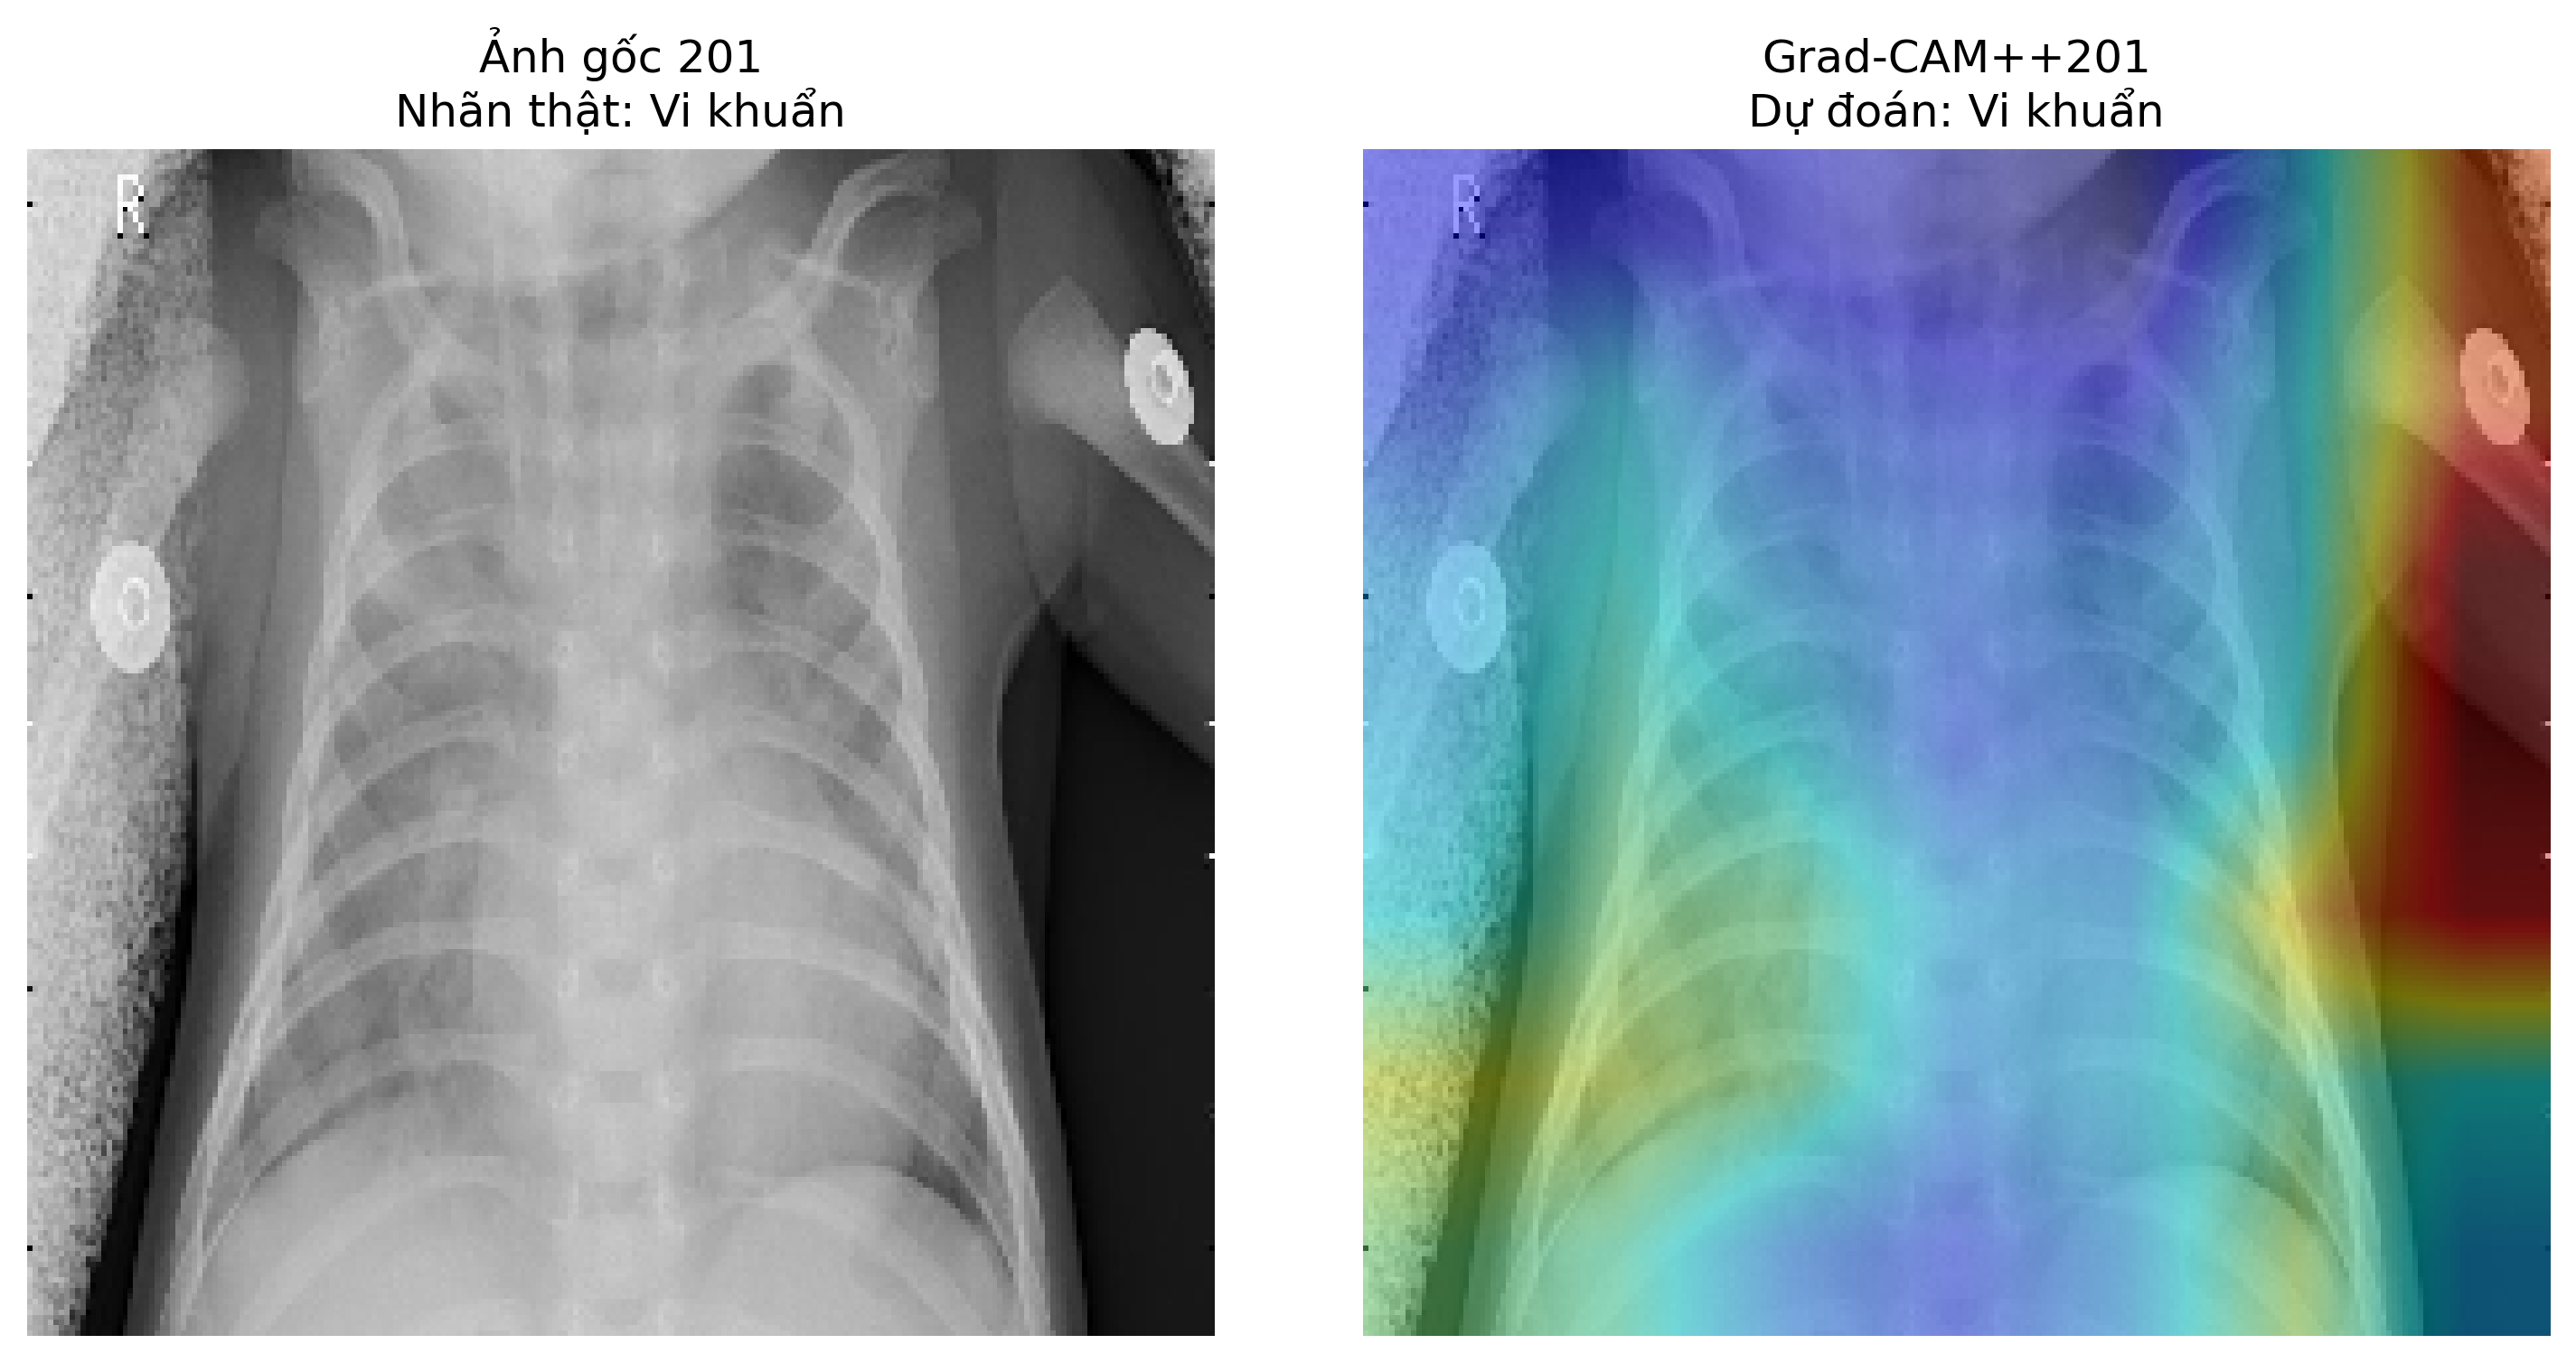 Ảnh gốc 201
Nhãn thật: Vi khuẩn
Grad-CAM++201
Dự đoán: Vi khuẩn
R
R